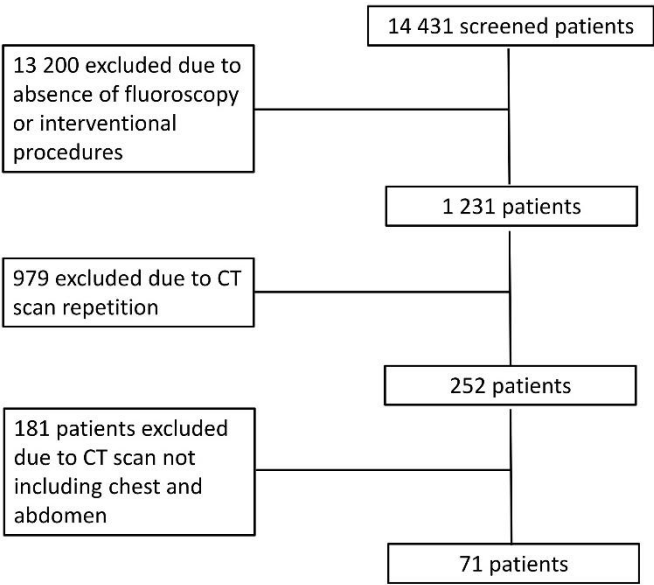 14 431 screened patients
13 200 excluded due to
absence of fluoroscopy
or interventional
procedures
1 231 patients
979 excluded due to CT
scan repetition
252 patients
181 patients excluded
due to CT scan not
including chest and
abdomen
71 patients